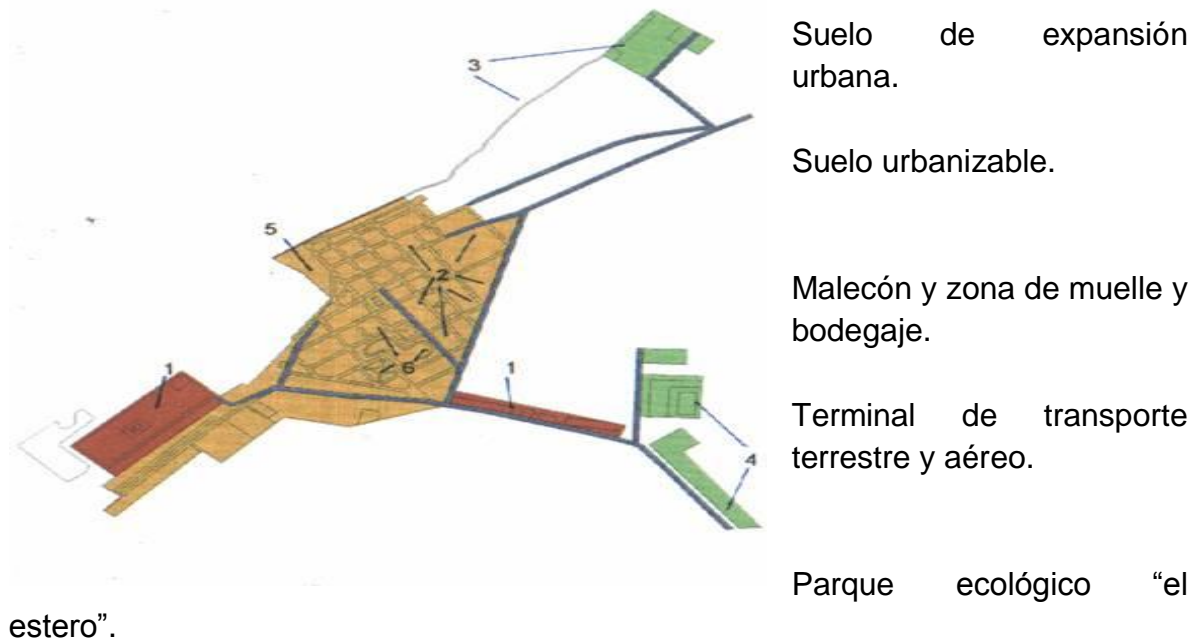 Suelo de expansión
urbana.
Suelo urbanizable.
Malecón y zona de muelle y
bodegaje.
Terminal de transporte
terrestre y aéreo.
Parque ecológico “el
estero”.
3
5
2
6
1
1
4